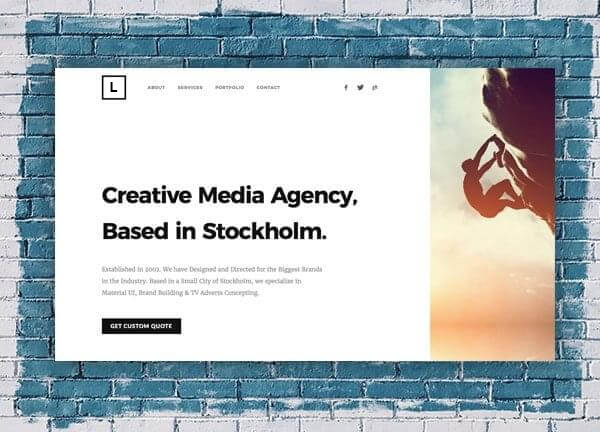 L
ABOUT SERVICES PORTFOLIO CONTACT
Creative Media Agency,
Based in Stockholm.
Established in 2002. We have Designed and Directed for the Biggest Brands
in the Industry. Based in a Small City of Stockholm, we specialize in
Material UI, Brand Building & TV Adverts Concepting.
GET CUSTOM QUOTE